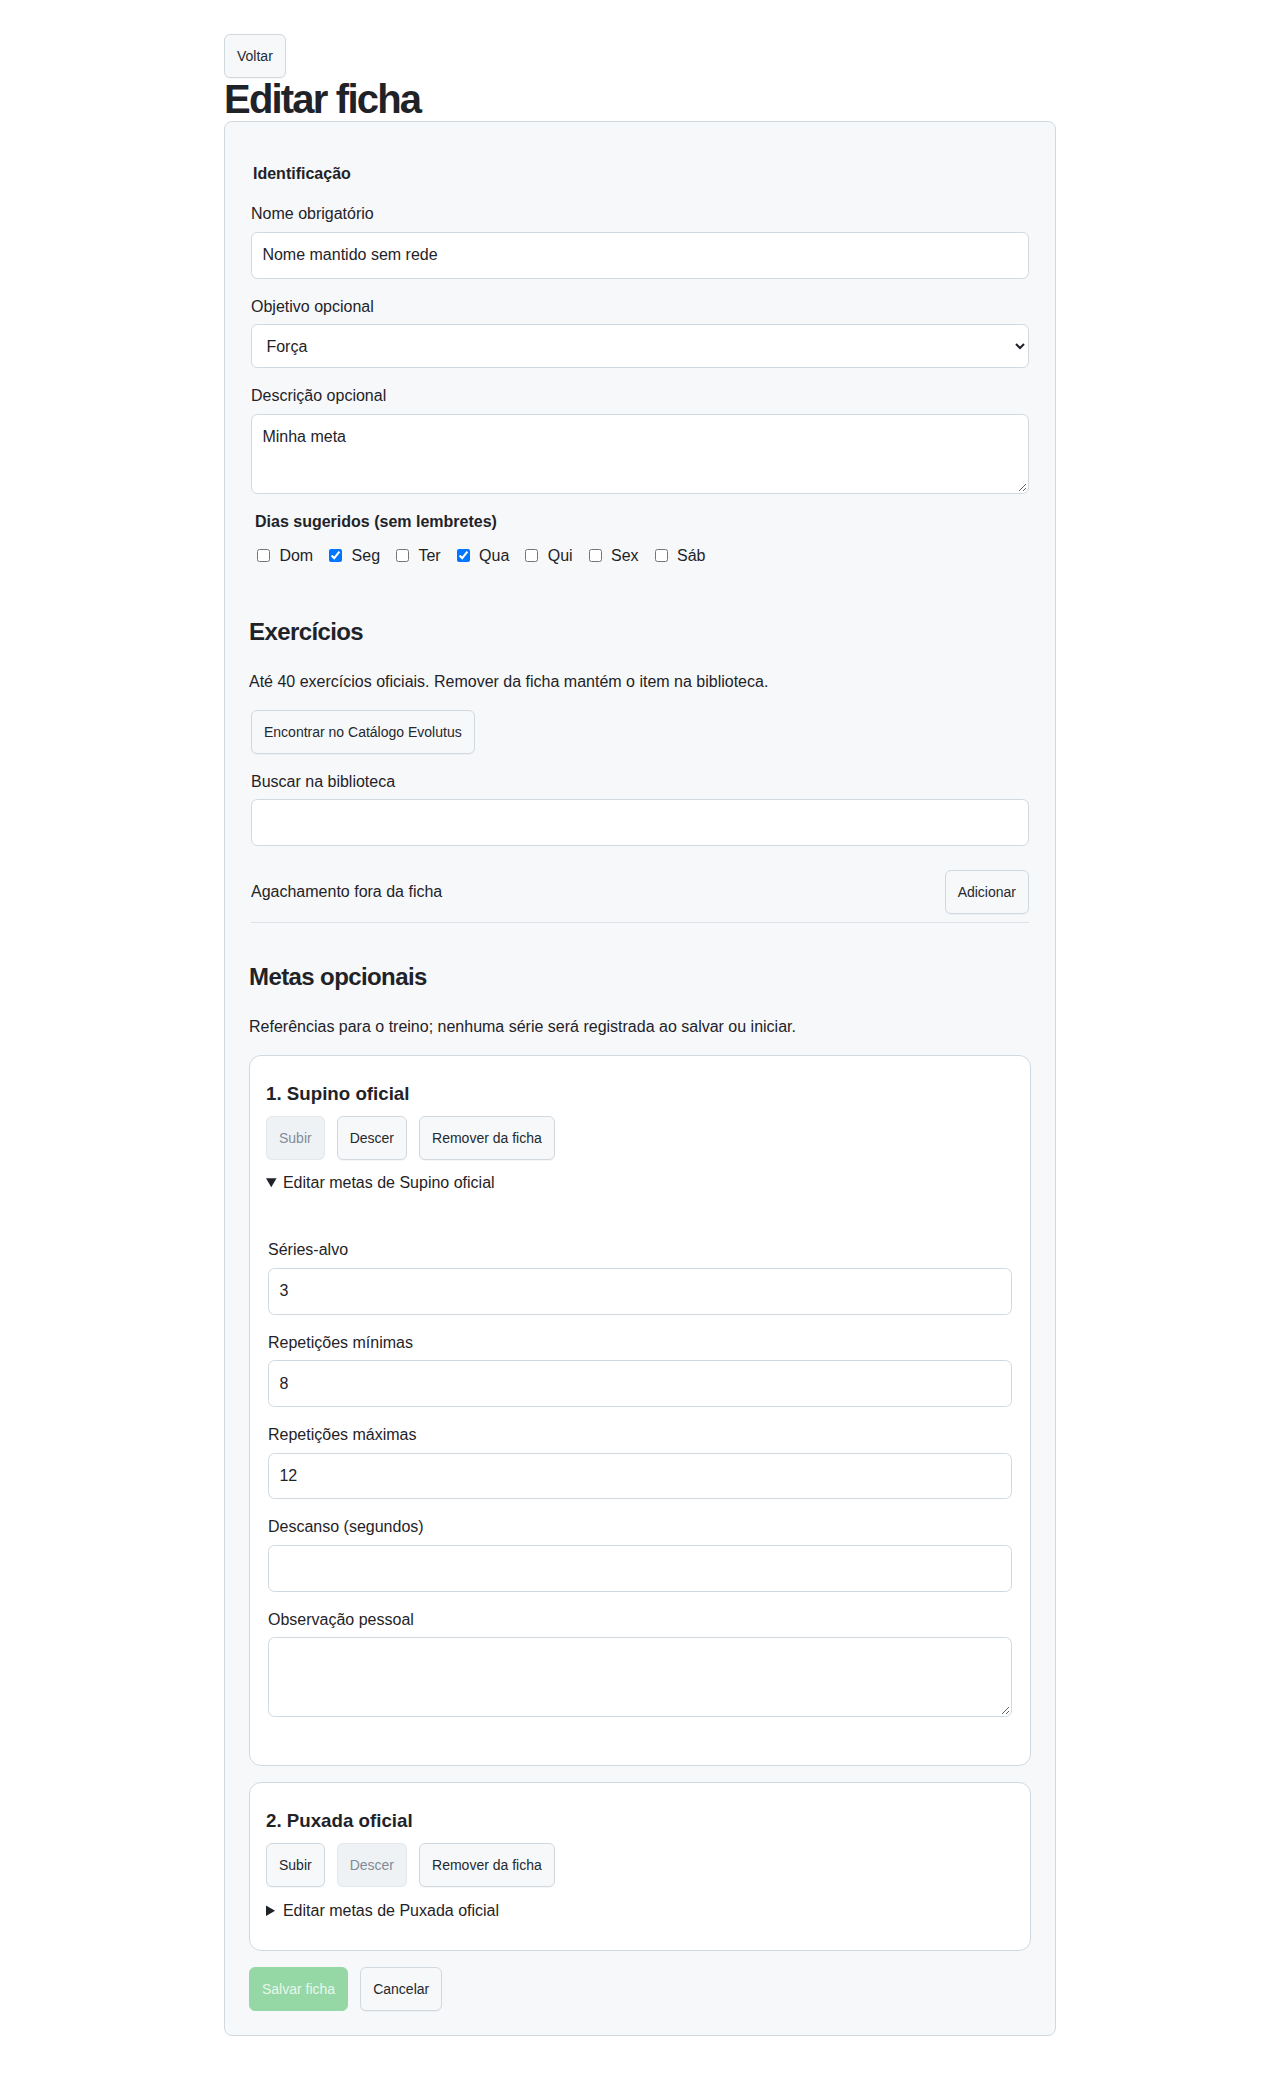 Voltar
Editar ficha
Identificação
Nome obrigatório
Nome mantido sem rede
Objetivo opcional
Força
Descrição opcional
Minha meta
Dias sugeridos (sem lembretes)
Dom Seg Ter Qua Qui Sex Sáb
Exercícios
Até 40 exercícios oficiais. Remover da ficha mantém o item na biblioteca.
Encontrar no Catálogo Evolutus
Buscar na biblioteca
Agachamento fora da ficha Adicionar
Metas opcionais
Referências para o treino; nenhuma série será registrada ao salvar ou iniciar.
1. Supino oficial
Subir Descer Remover da ficha
Editar metas de Supino oficial
Séries-alvo
3
Repetições mínimas
8
Repetições máximas
12
Descanso (segundos)
Observação pessoal
2. Puxada oficial
Subir Descer Remover da ficha
Editar metas de Puxada oficial
Salvar ficha Cancelar